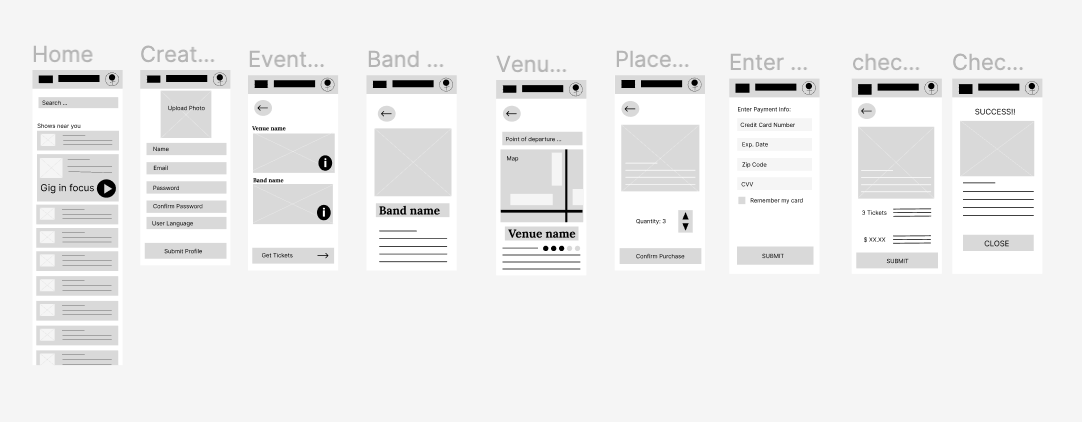 Home
Search ...
Shows near you
Gig in focus
Creat...
Upload Photo
Name
Email
Password
Confirm Password
User Language
Submit Profile
Event...
Venue name
i
Band name
i
Get Tickets
Band ...
Band name
Venu...
Point of departure ...
Map
Venue name
Place...
Quantity: 3
Confirm Purchase
Enter ...
Enter Payment Info:
Credit Card Number
Exp. Date
Zip Code
CVV
Remember my card
SUBMIT
chec...
3 Tickets
$ XX.XX
SUBMIT
Chec...
SUCCESS!!
CLOSE